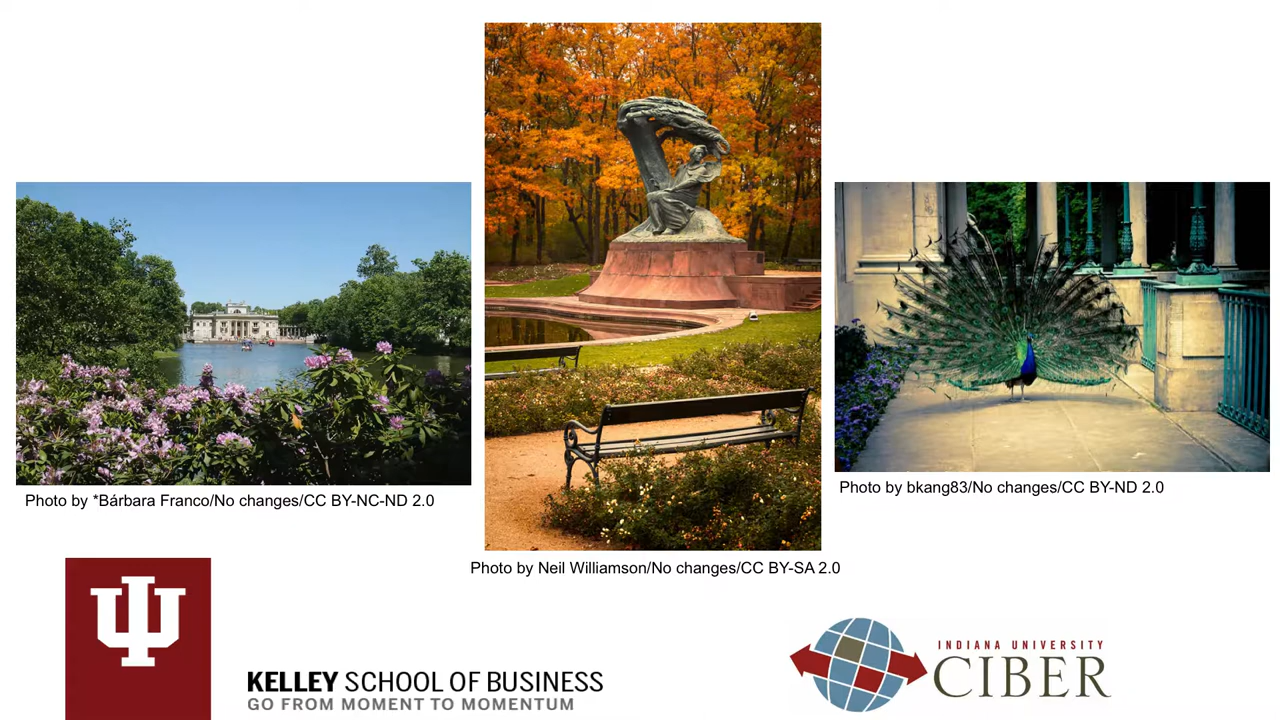 Photo by *Bárbara Franco/No changes/CC BY-NC-ND 2.0
Photo by Neil Williamson/No changes/CC BY-SA 2.0
Photo by bkang83/No changes/CC BY-ND 2.0
KELLEY SCHOOL OF BUSINESS
GO FROM MOMENT TO MOMENTUM
INDIANA UNIVERSITY
CIBER